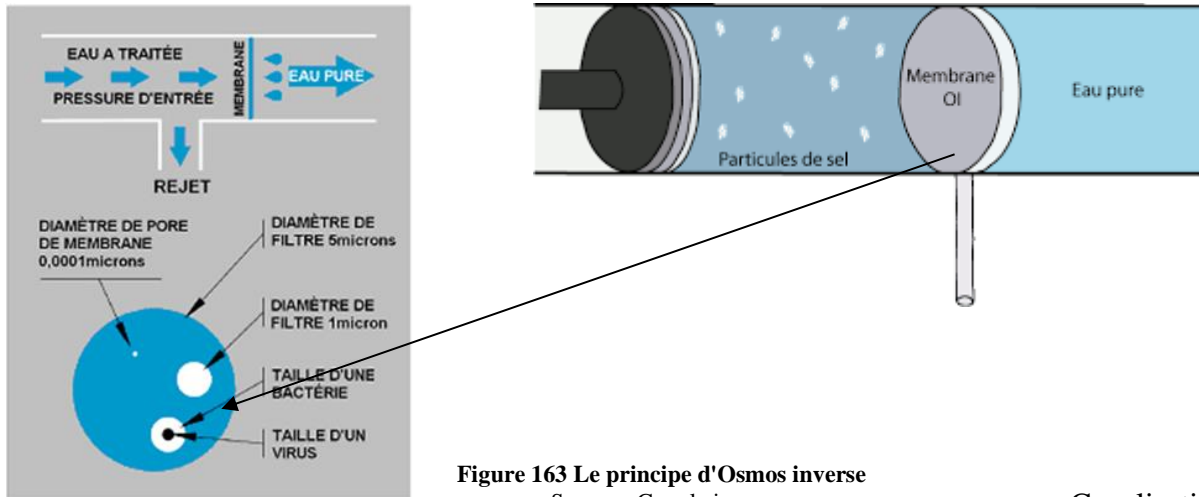 EAU A TRAITÉE
PRESSURE D'ENTRÉE
MEMBRANE
EAU PURE
REJET
DIAMÈTRE DE PORE
DE MEMBRANE
0,0001microns
DIAMÈTRE DE
FILTRE 5microns
DIAMÈTRE DE
FILTRE 1micron
TAILLE D'UNE
BACTÉRIE
TAILLE D'UN
VIRUS
Particules de sel
Membrane
OI
Eau pure
Figure 163 Le principe d'Osmos inverse